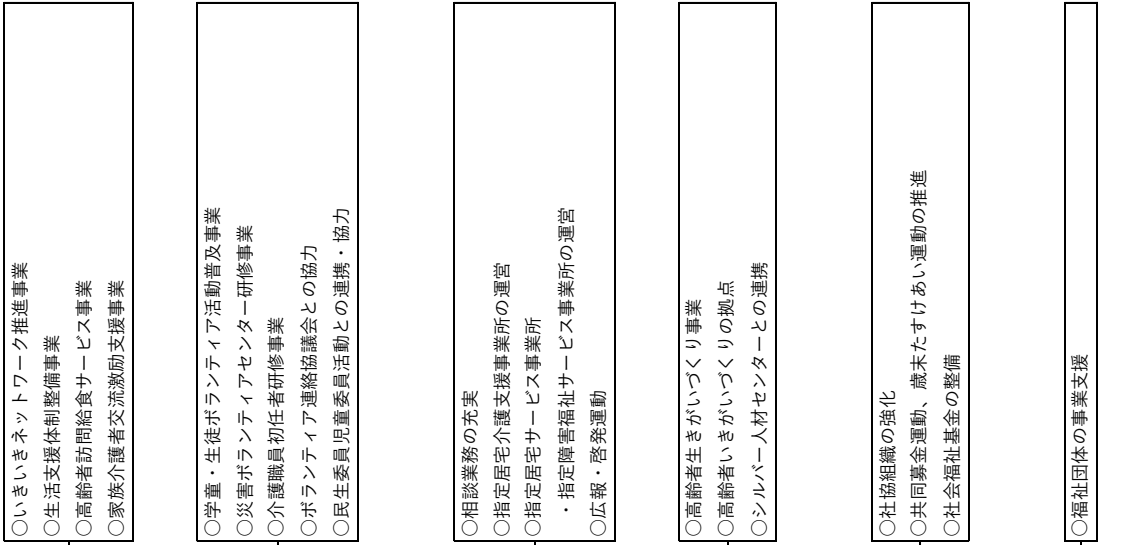 ○いきいきネットワーク推進事業
○生活支援体制整備事業
○高齢者訪問給食サービス事業
○家族介護者交流激励支援事業
○学童・生徒ボランティア活動普及事業
○災害ボランティアセンター研修事業
○介護職員初任者研修事業
○ボランティア連絡協議会との協力
○民生委員児童委員活動との連携・協力
○相談業務の充実
○指定居宅介護支援事業所の運営
○指定居宅サービス事業所
・指定障害福祉サービス事業所の運営
○広報・啓発運動
○高齢者生きがいづくり事業
○高齢者いきがいづくりの拠点
○シルバー人材センターとの連携
○社協組織の強化
○共同募金運動、歳末たすけあい運動の推進
○社会福祉基金の整備
○福祉団体の事業支援